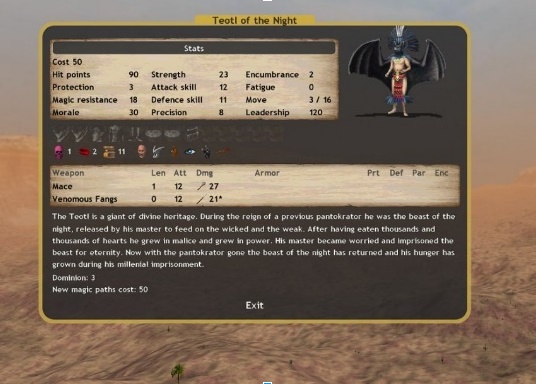 Teotl of the Night
Stats
Cost 50
Hit points 90 Strength 23 Encumbrance 2
Protection 3 Attack skill 12 Fatigue 0
Magic resistance 18 Defence skill 11 Move 3 / 16
Morale 30 Precision 8 Leadership 120
1 2 11
Weapon Len Att Dmg Armor Prt Def Par Enc
Mace 1 12 27
Venomous Fangs 0 12 21*
The Teotl is a giant of divine heritage. During the reign of a previous pantokrator he was the beast of the
night, released by his master to feed on the wicked and the weak. After having eaten thousands and
thousands of hearts he grew in malice and grew in power. His master became worried and imprisoned the
beast for eternity. Now with the pantokrator gone the beast of the night has returned and his hunger has
grown during his millenial imprisonment.
Dominion: 3
New magic paths cost: 50
Exit